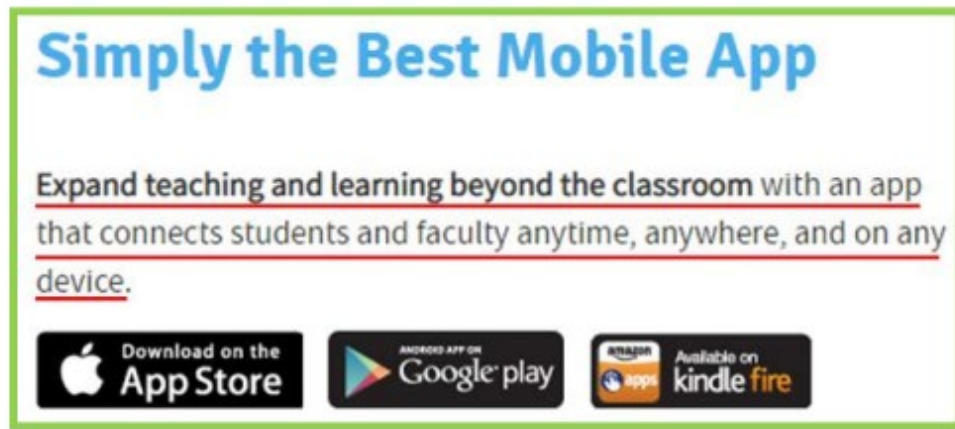 Simply the Best Mobile App
Expand teaching and learning beyond the classroom with an app
that connects students and faculty anytime, anywhere, and on any
device.
Download on the
App Store
ANDROID APP ON
Google play
amazon
apps
Available on
kindle fire